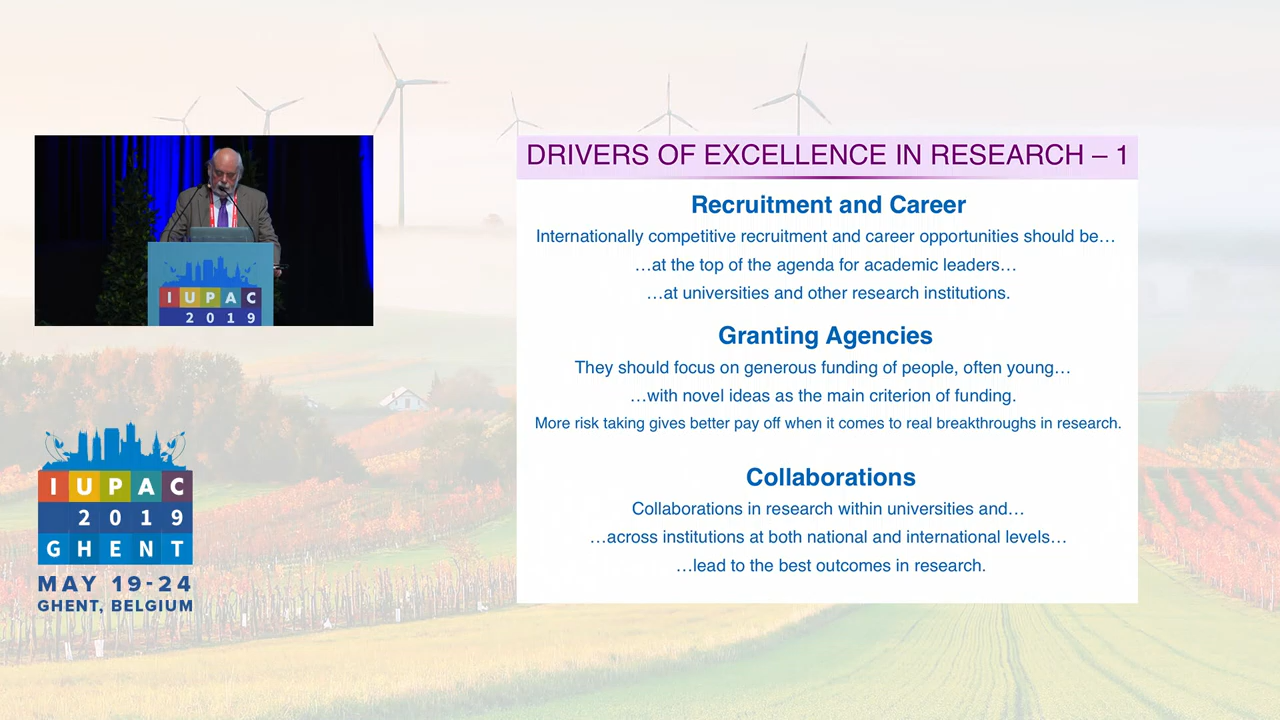 IUPAC
2019
IUPAC
2019
GHENT
MAY 19-24
GHENT, BELGIUM
DRIVERS OF EXCELLENCE IN RESEARCH – 1
Recruitment and Career
Internationally competitive recruitment and career opportunities should be…
…at the top of the agenda for academic leaders…
…at universities and other research institutions.
Granting Agencies
They should focus on generous funding of people, often young…
…with novel ideas as the main criterion of funding.
More risk taking gives better pay off when it comes to real breakthroughs in research.
Collaborations
Collaborations in research within universities and…
…across institutions at both national and international levels…
…lead to the best outcomes in research.